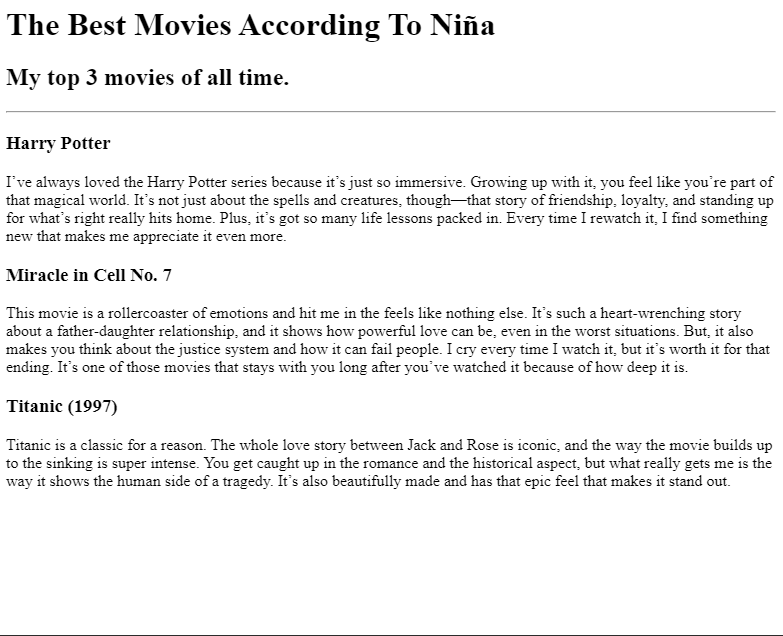 The Best Movies According To Niña
My top 3 movies of all time.
Harry Potter
I’ve always loved the Harry Potter series because it’s just so immersive. Growing up with it, you feel like you’re part of
that magical world. It’s not just about the spells and creatures, though—that story of friendship, loyalty, and standing up
for what’s right really hits home. Plus, it’s got so many life lessons packed in. Every time I rewatch it, I find something
new that makes me appreciate it even more.
Miracle in Cell No. 7
This movie is a rollercoaster of emotions and hit me in the feels like nothing else. It’s such a heart-wrenching story
about a father-daughter relationship, and it shows how powerful love can be, even in the worst situations. But, it also
makes you think about the justice system and how it can fail people. I cry every time I watch it, but it’s worth it for that
ending. It’s one of those movies that stays with you long after you’ve watched it because of how deep it is.
Titanic (1997)
Titanic is a classic for a reason. The whole love story between Jack and Rose is iconic, and the way the movie builds up
to the sinking is super intense. You get caught up in the romance and the historical aspect, but what really gets me is the
way it shows the human side of a tragedy. It’s also beautifully made and has that epic feel that makes it stand out.